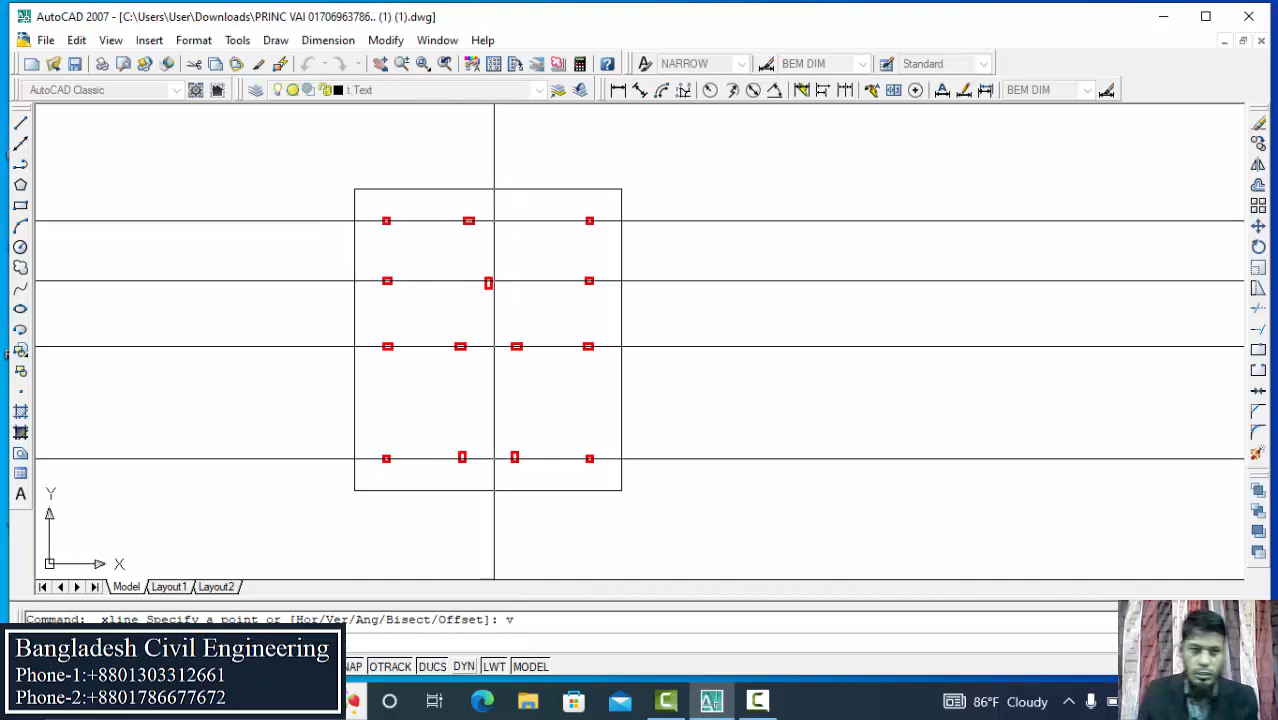 AutoCAD 2007 - [C:\Users\User\Downloads\PRINC VAI 01706963786.. (1) (1).dwg]
File Edit View Insert Format Tools Draw Dimension Modify Window Help
NARROW BEM DIM Standard
AutoCAD Classic t.Text BEM DIM
Y
X
Model Layout1 Layout2
Command: xline Specify a point or [Hor/Ver/Ang/Bisect/Offset]: v
NAP OTRACK DUCS DYN LWT MODEL
Bangladesh Civil Engineering
Phone-1:+8801303312661
Phone-2:+8801786677672
86°F Cloudy
A